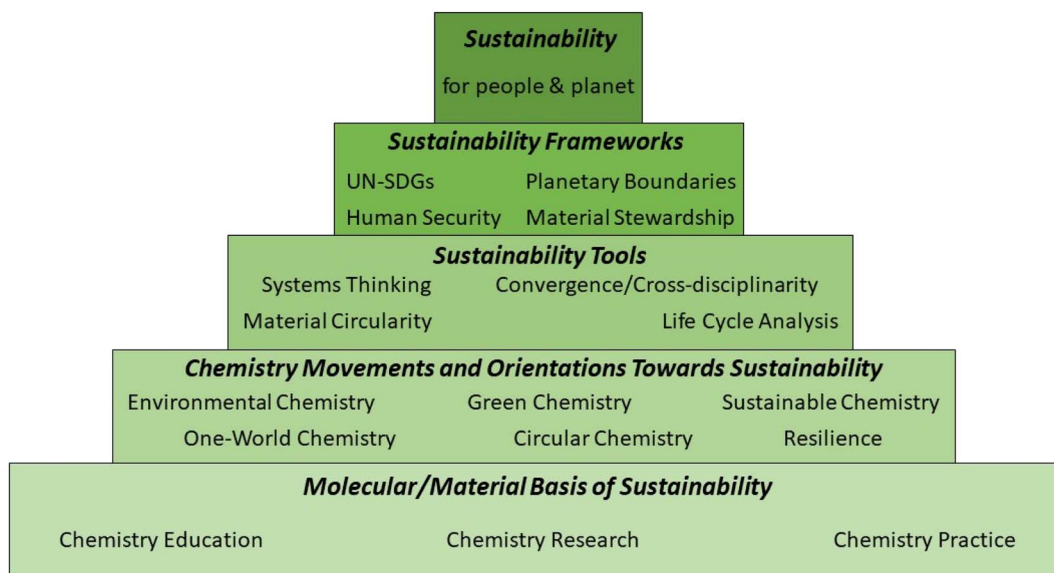 Sustainability
for people & planet
Sustainability Frameworks
UN-SDGs Planetary Boundaries
Human Security Material Stewardship
Sustainability Tools
Systems Thinking Convergence/Cross-disciplinarity
Material Circularity Life Cycle Analysis
Chemistry Movements and Orientations Towards Sustainability
Environmental Chemistry Green Chemistry Sustainable Chemistry
One-World Chemistry Circular Chemistry Resilience
Molecular/Material Basis of Sustainability
Chemistry Education Chemistry Research Chemistry Practice